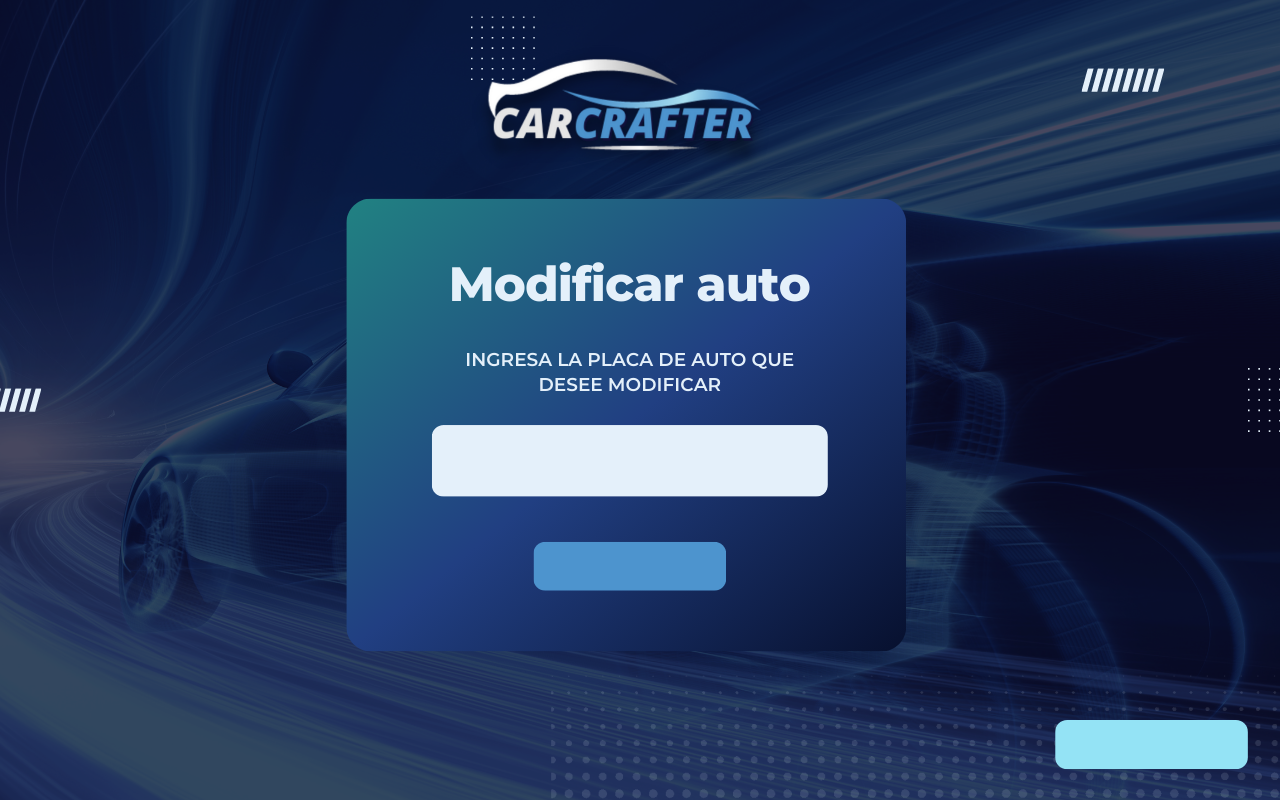 CARCRAFTER
Modificar auto
INGRESA LA PLACA DE AUTO QUE
DESEE MODIFICAR